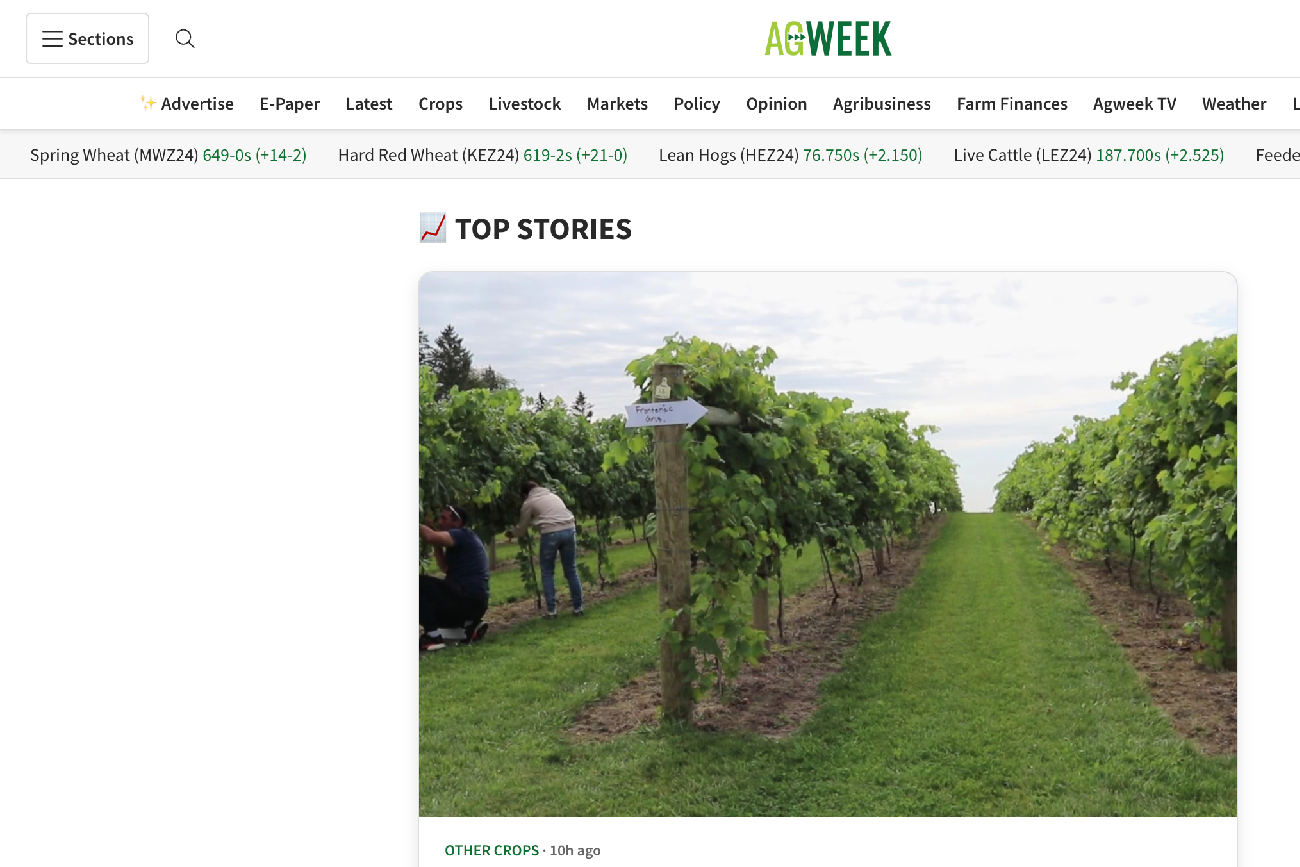 Sections
AGWEEK
✨ Advertise E-Paper Latest Crops Livestock Markets Policy Opinion Agribusiness Farm Finances Agweek TV Weather L
Spring Wheat (MWZ24) 649-0s (+14-2) Hard Red Wheat (KEZ24) 619-2s (+21-0) Lean Hogs (HEZ24) 76.750s (+2.150) Live Cattle (LEZ24) 187.700s (+2.525) Feede
📈 TOP STORIES
Frontenac
Gris.
OTHER CROPS · 10h ago